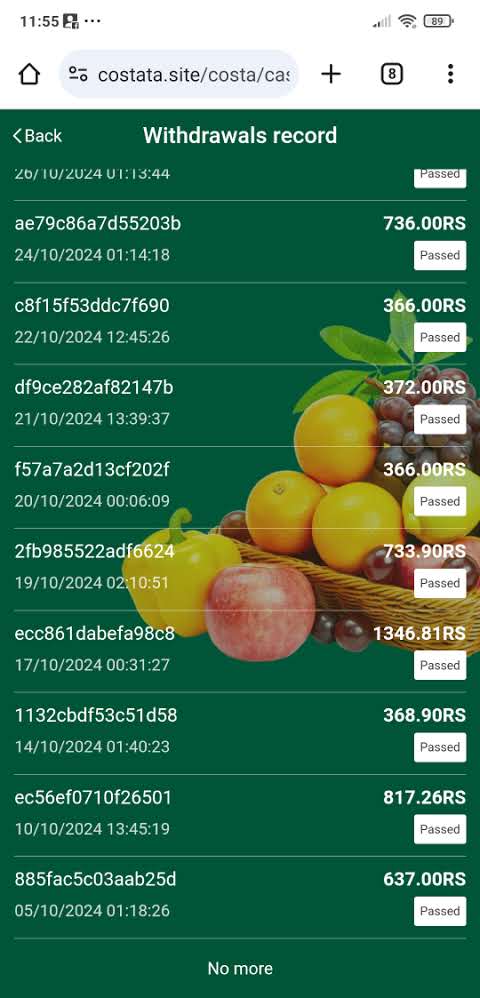 11:55
89
costata.site/costa/cas
8
Back
Withdrawals record
26/10/2024 01:13:44
Passed
ae79c86a7d55203b
736.00RS
24/10/2024 01:14:18
Passed
c8f15f53ddc7f690
366.00RS
22/10/2024 12:45:26
Passed
df9ce282af82147b
372.00RS
21/10/2024 13:39:37
Passed
f57a7a2d13cf202f
366.00RS
20/10/2024 00:06:09
Passed
2fb985522adf6624
733.90RS
19/10/2024 02:10:51
Passed
ecc861dabefa98c8
1346.81RS
17/10/2024 00:31:27
Passed
1132cbdf53c51d58
368.90RS
14/10/2024 01:40:23
Passed
ec56ef0710f26501
817.26RS
10/10/2024 13:45:19
Passed
885fac5c03aab25d
637.00RS
05/10/2024 01:18:26
Passed
No more